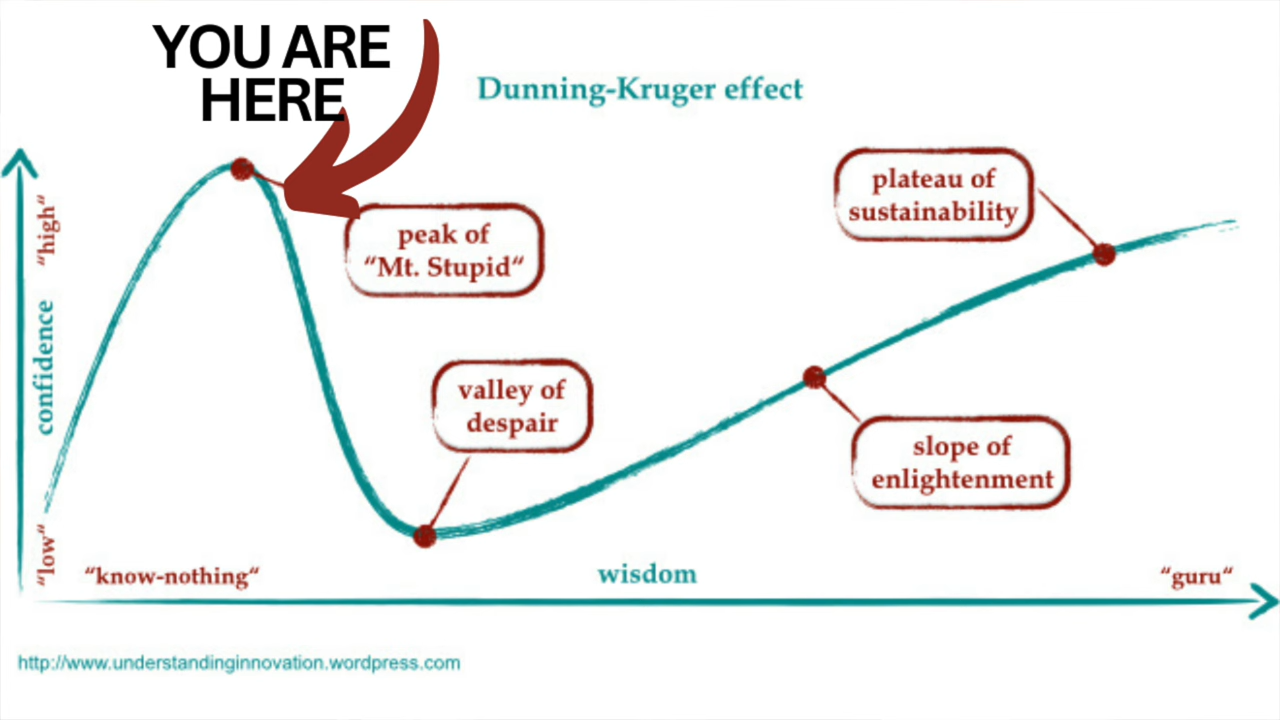 YOU ARE
HERE
Dunning-Kruger effect
peak of
“Mt. Stupid“
plateau of
sustainability
valley of
despair
slope of
enlightenment
“high“
confidence
“low“
“know-nothing“
wisdom
“guru“
http://www.understandinginnovation.wordpress.com